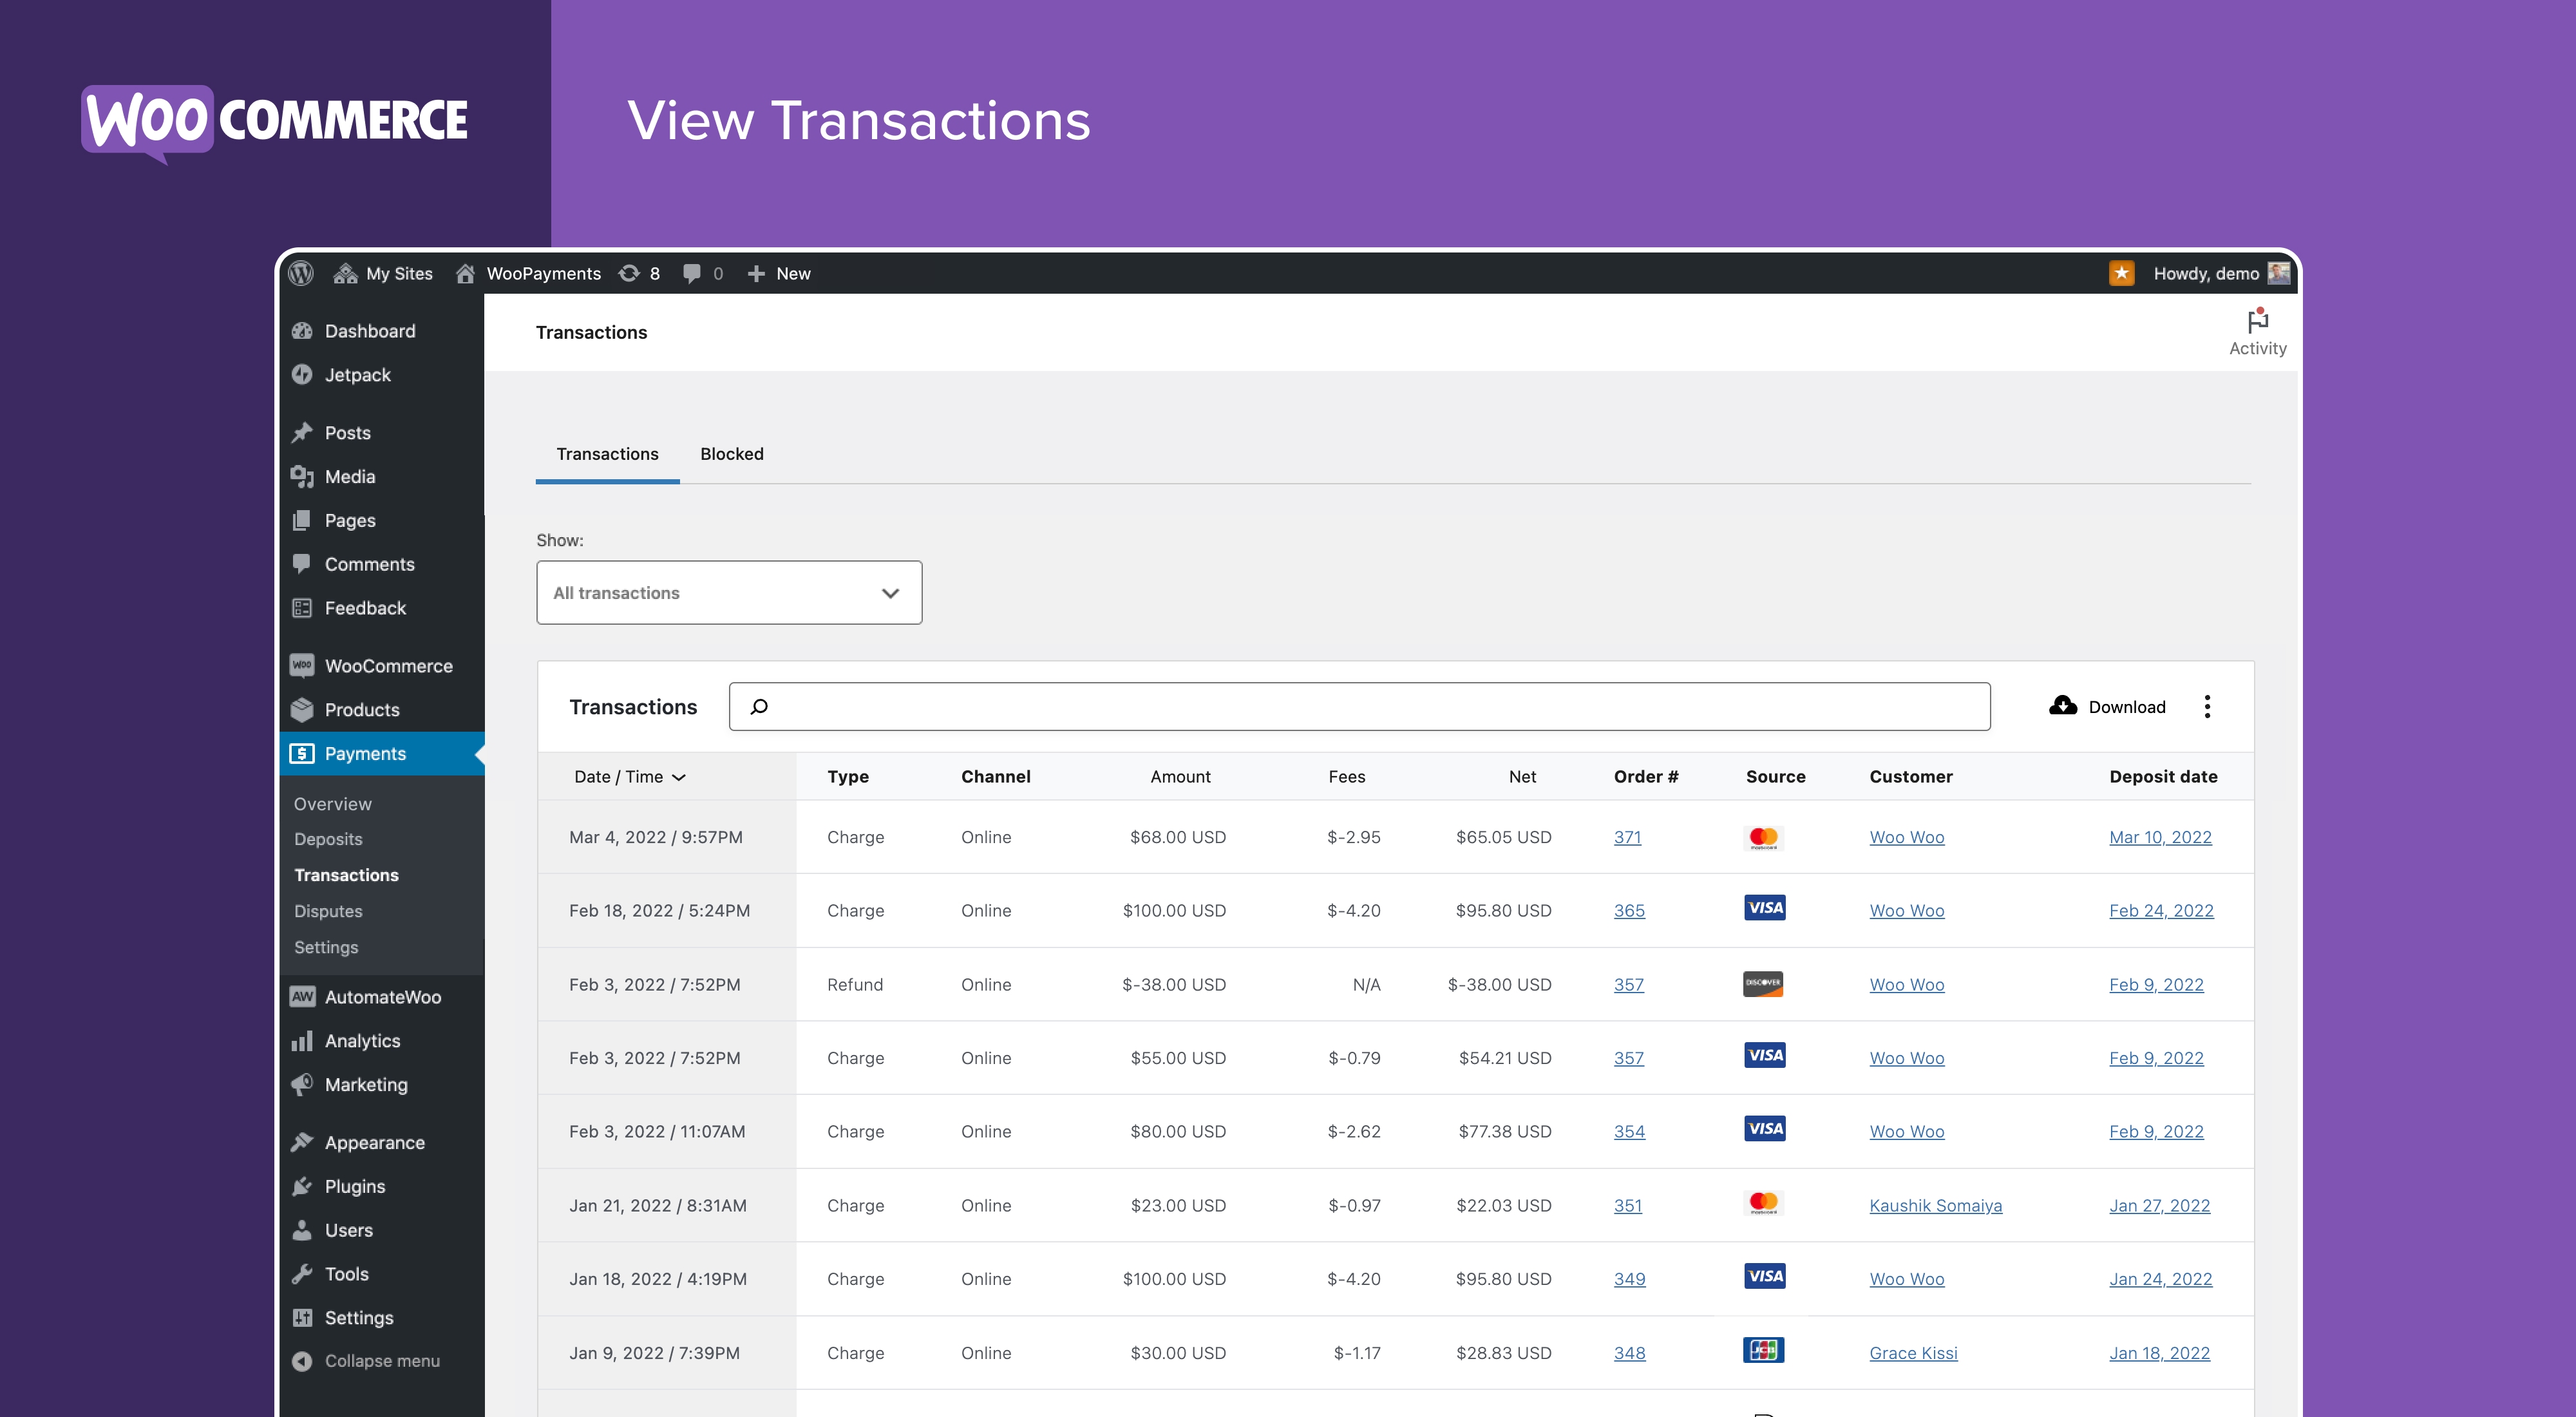 WOO COMMERCE
View Transactions
My Sites WooPayments 8 0 New Howdy, demo
Transactions
Activity
Dashboard
Jetpack
Posts
Media
Pages
Comments
Feedback
WooCommerce
Products
Payments
Overview
Deposits
Transactions
Disputes
Settings
AW AutomateWoo
Analytics
Marketing
Appearance
Plugins
Users
Tools
Settings
Collapse menu
Transactions Blocked
Show:
All transactions
Transactions Download
Date / Time Type Channel Amount Fees Net Order # Source Customer Deposit date
Mar 4, 2022 / 9:57PM Charge Online $68.00 USD $-2.95 $65.05 USD 371 Woo Woo Mar 10, 2022
Feb 18, 2022 / 5:24PM Charge Online $100.00 USD $-4.20 $95.80 USD 365 VISA Woo Woo Feb 24, 2022
Feb 3, 2022 / 7:52PM Refund Online $-38.00 USD N/A $-38.00 USD 357 DISCOVER Woo Woo Feb 9, 2022
Feb 3, 2022 / 7:52PM Charge Online $55.00 USD $-0.79 $54.21 USD 357 VISA Woo Woo Feb 9, 2022
Feb 3, 2022 / 11:07AM Charge Online $80.00 USD $-2.62 $77.38 USD 354 VISA Woo Woo Feb 9, 2022
Jan 21, 2022 / 8:31AM Charge Online $23.00 USD $-0.97 $22.03 USD 351 Kaushik Somaiya Jan 27, 2022
Jan 18, 2022 / 4:19PM Charge Online $100.00 USD $-4.20 $95.80 USD 349 VISA Woo Woo Jan 24, 2022
Jan 9, 2022 / 7:39PM Charge Online $30.00 USD $-1.17 $28.83 USD 348 JCB Grace Kissi Jan 18, 2022